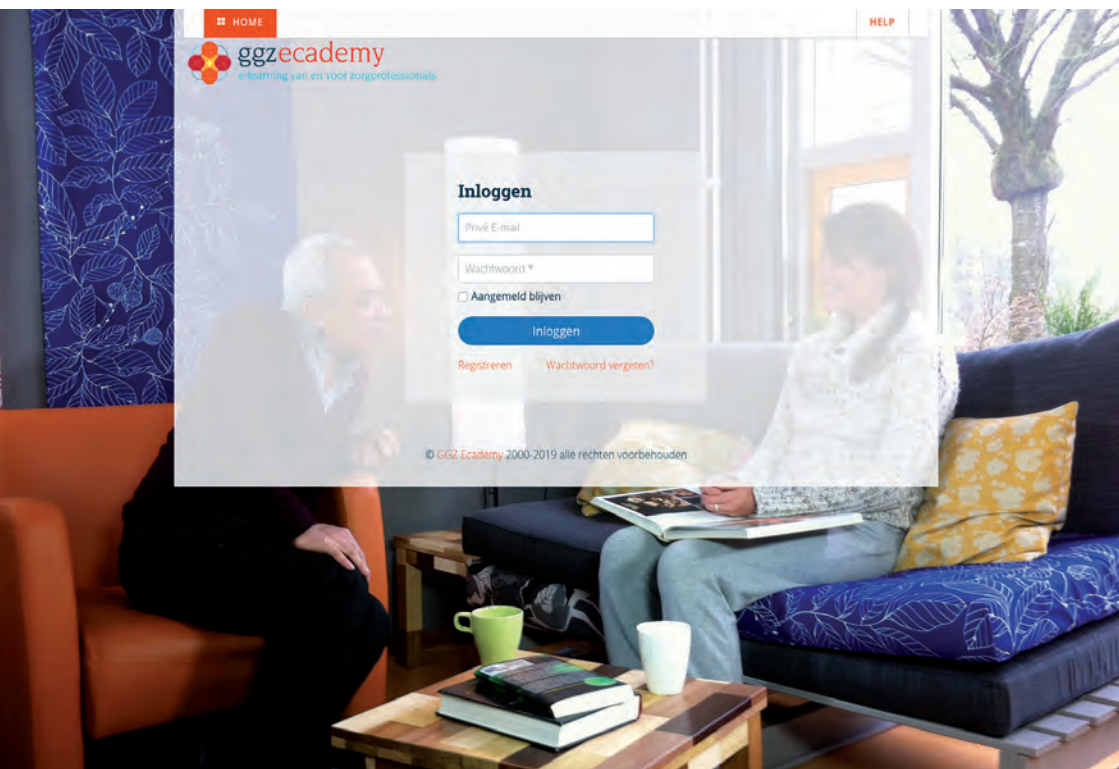 HOME
HELP
ggzecademy
e-learning van en voor zorgprofessionals
Inloggen
Privé E-mail
Wachtwoord *
Aangemeld blijven
Inloggen
Registreren Wachtwoord vergeten?
© GGZ Ecademy 2000-2019 alle rechten voorbehouden